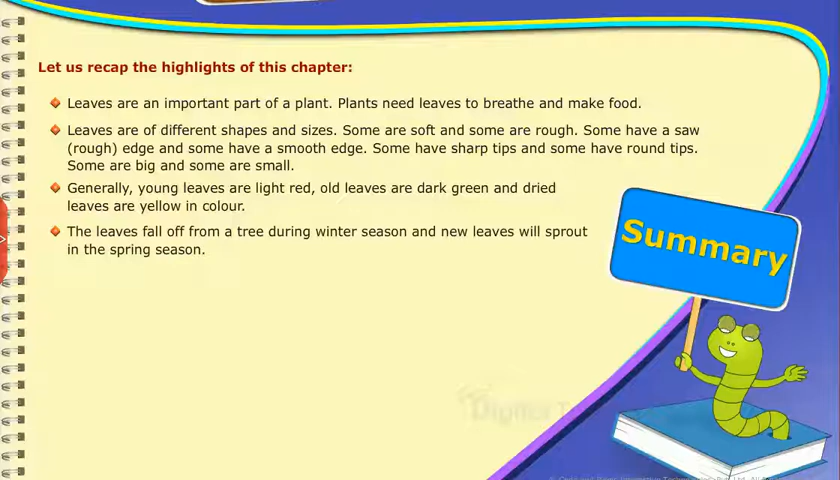 Let us recap the highlights of this chapter:
Leaves are an important part of a plant. Plants need leaves to breathe and make food.
Leaves are of different shapes and sizes. Some are soft and some are rough. Some have a saw
(rough) edge and some have a smooth edge. Some have sharp tips and some have round tips.
Some are big and some are small.
Generally, young leaves are light red, old leaves are dark green and dried
leaves are yellow in colour.
The leaves fall off from a tree during winter season and new leaves will sprout
in the spring season.
Summary